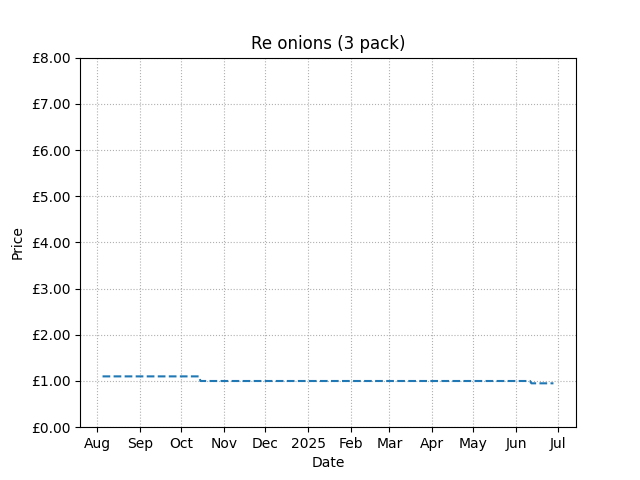 Re onions (3 pack)
£8.00
£7.00
£6.00
£5.00
£4.00
£3.00
£2.00
£1.00
£0.00
Price
Aug Sep Oct Nov Dec 2025 Feb Mar Apr May Jun Jul
Date